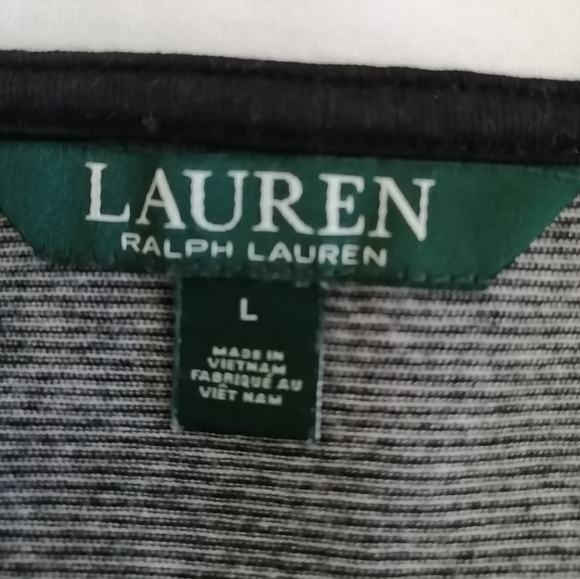 LAUREN
RALPH LAUREN
L
MADE IN
VIETNAM
FABRIQUÉ AU
VIÊT NAM